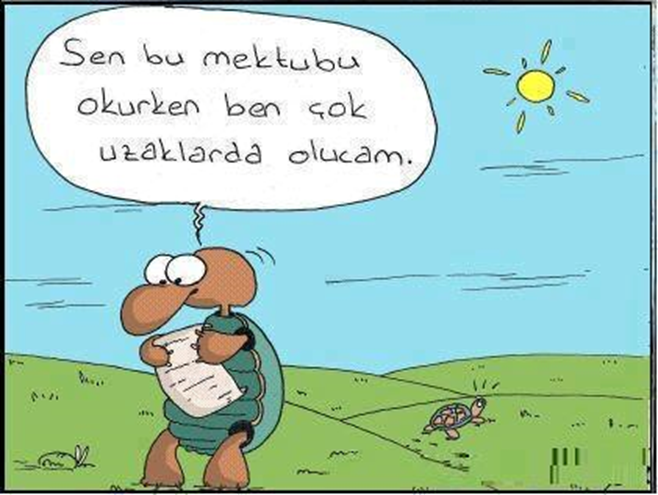 Sen bu mektubu
okurken ben çok
uzaklarda olucam.